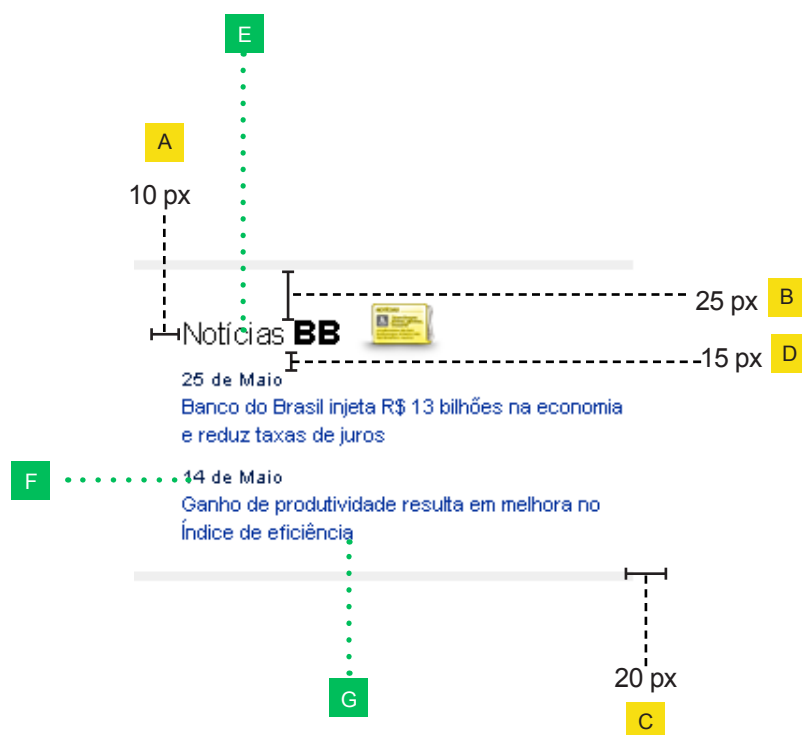 E
A
10 px
25 px B
Notícias BB
15 px D
25 de Maio
Banco do Brasil injeta R$ 13 bilhões na economia
e reduz taxas de juros
F
14 de Maio
Ganho de produtividade resulta em melhora no
Índice de eficiência
20 px
G
C